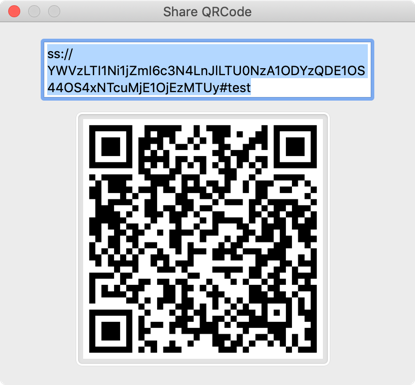 Share QRCode
ss://
YWVzLTI1Ni1jZmI6c3N4LnJlLTU0NzA1ODYzQDE1OS
44OS4xNTcuMjE1OjEzMTUy#test